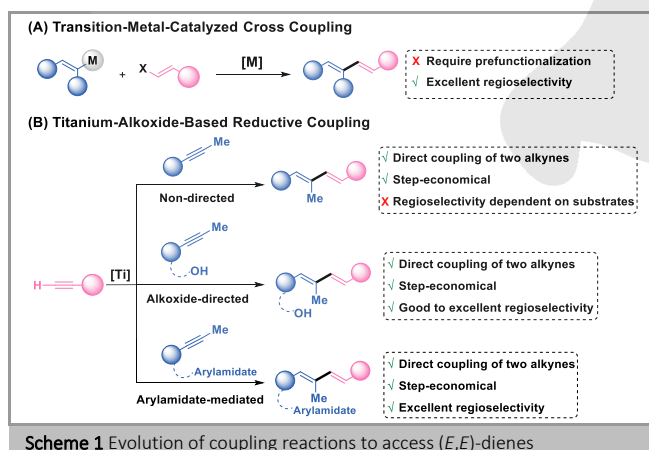 (A) Transition-Metal-Catalyzed Cross Coupling
M
X
+
[M]
X Require prefunctionalization
√ Excellent regioselectivity
(B) Titanium-Alkoxide-Based Reductive Coupling
Me
Non-directed
Me
√ Direct coupling of two alkynes
√ Step-economical
X Regioselectivity dependent on substrates
H
[Ti]
Me
OH
Alkoxide-directed
Me
OH
√ Direct coupling of two alkynes
√ Step-economical
√ Good to excellent regioselectivity
Me
Arylamidate
Arylamidate-mediated
Me
Arylamidate
√ Direct coupling of two alkynes
√ Step-economical
√ Excellent regioselectivity
Scheme 1 Evolution of coupling reactions to access (E,E)-dienes